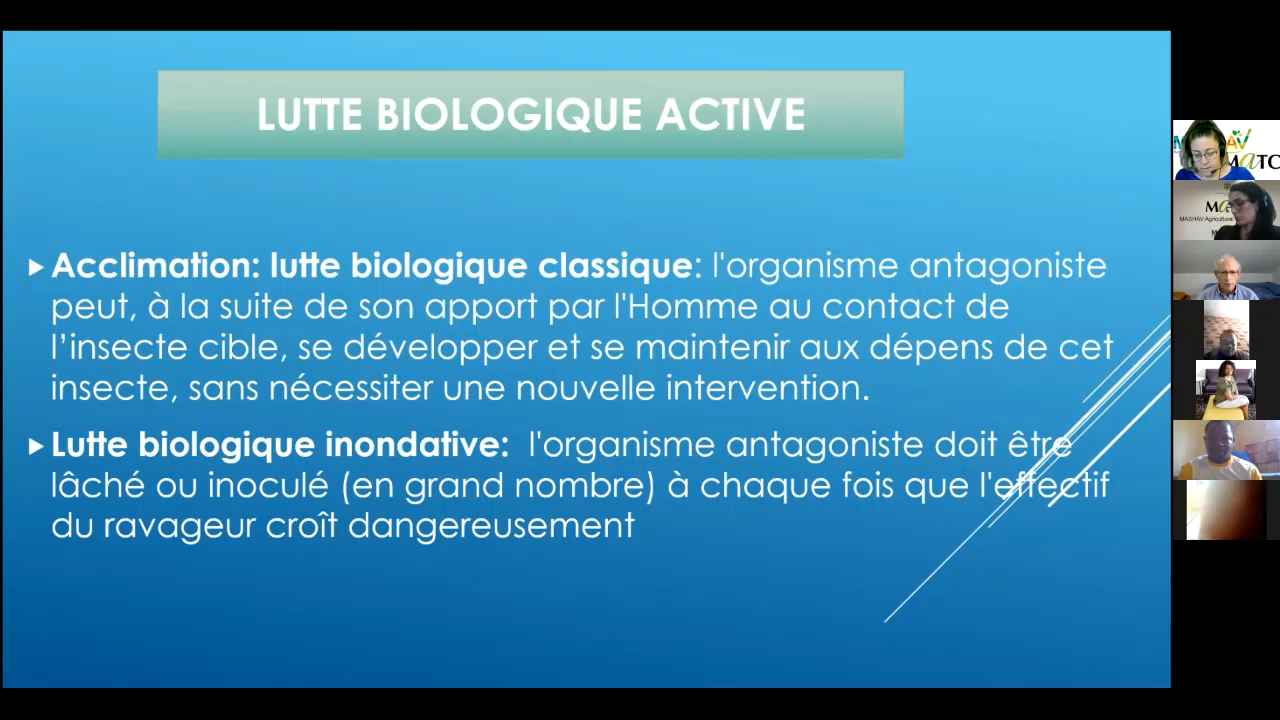 LUTTE BIOLOGIQUE ACTIVE
Acclimation: lutte biologique classique: l'organisme antagoniste
peut, à la suite de son apport par l'Homme au contact de
l’insecte cible, se développer et se maintenir aux dépens de cet
insecte, sans nécessiter une nouvelle intervention.
Lutte biologique inondative:  l'organisme antagoniste doit être
lâché ou inoculé (en grand nombre) à chaque fois que l'effectif
du ravageur croît dangereusement
MASHAV Agricultural